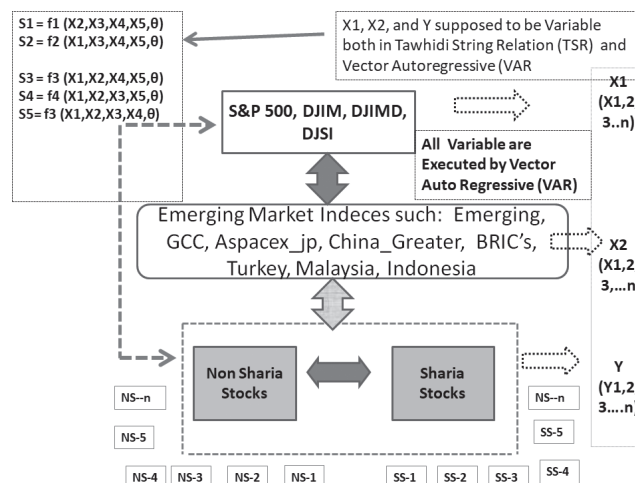 S1 = f1 (X2,X3,X4,X5,θ)
S2 = f2 (X1,X3,X4,X5,θ)
S3 = f3 (X1,X2,X4,X5,θ)
S4 = f4 (X1,X2,X3,X5,θ)
S5= f3 (X1,X2,X3,X4,θ)
X1, X2, and Y supposed to be Variable
both in Tawhidi String Relation (TSR) and
Vector Autoregressive (VAR
S&P 500, DJIM, DJIMD,
DJSI
X1
(X1,2
3..n)
All Variable are
Executed by Vector
Auto Regressive (VAR)
Emerging Market Indeces such: Emerging,
GCC, Aspacex_jp, China_Greater, BRIC's,
Turkey, Malaysia, Indonesia
X2
(X1,2
3,...n
Non Sharia
Stocks
Sharia
Stocks
Y
(Y1,2
3....n)
NS--n
NS-5
NS-4
NS-3
NS-2
NS-1
SS-1
SS-2
SS-3
SS-4
SS-5
NS--n